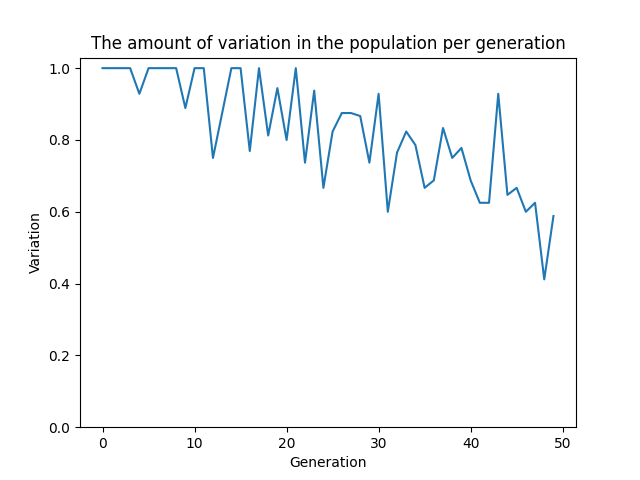 The amount of variation in the population per generation
1.0
0.8
0.6
0.4
0.2
0.0
Variation
0 10 20 30 40 50
Generation